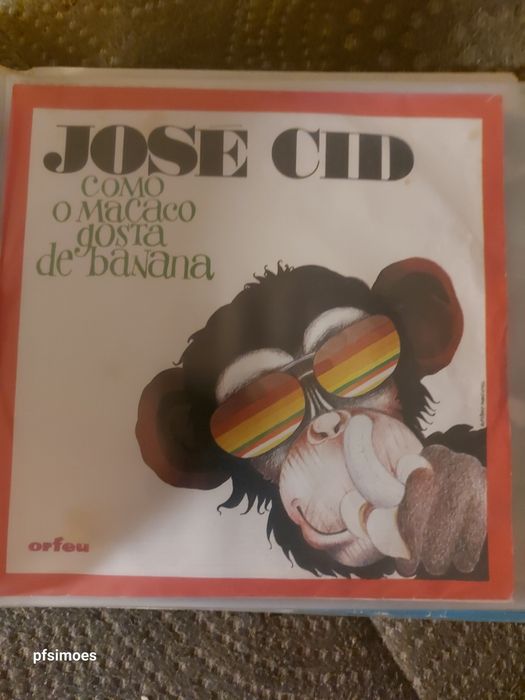 JOSE CID
como
o macaco
gosta
de banana
orfeu
pfsimoes